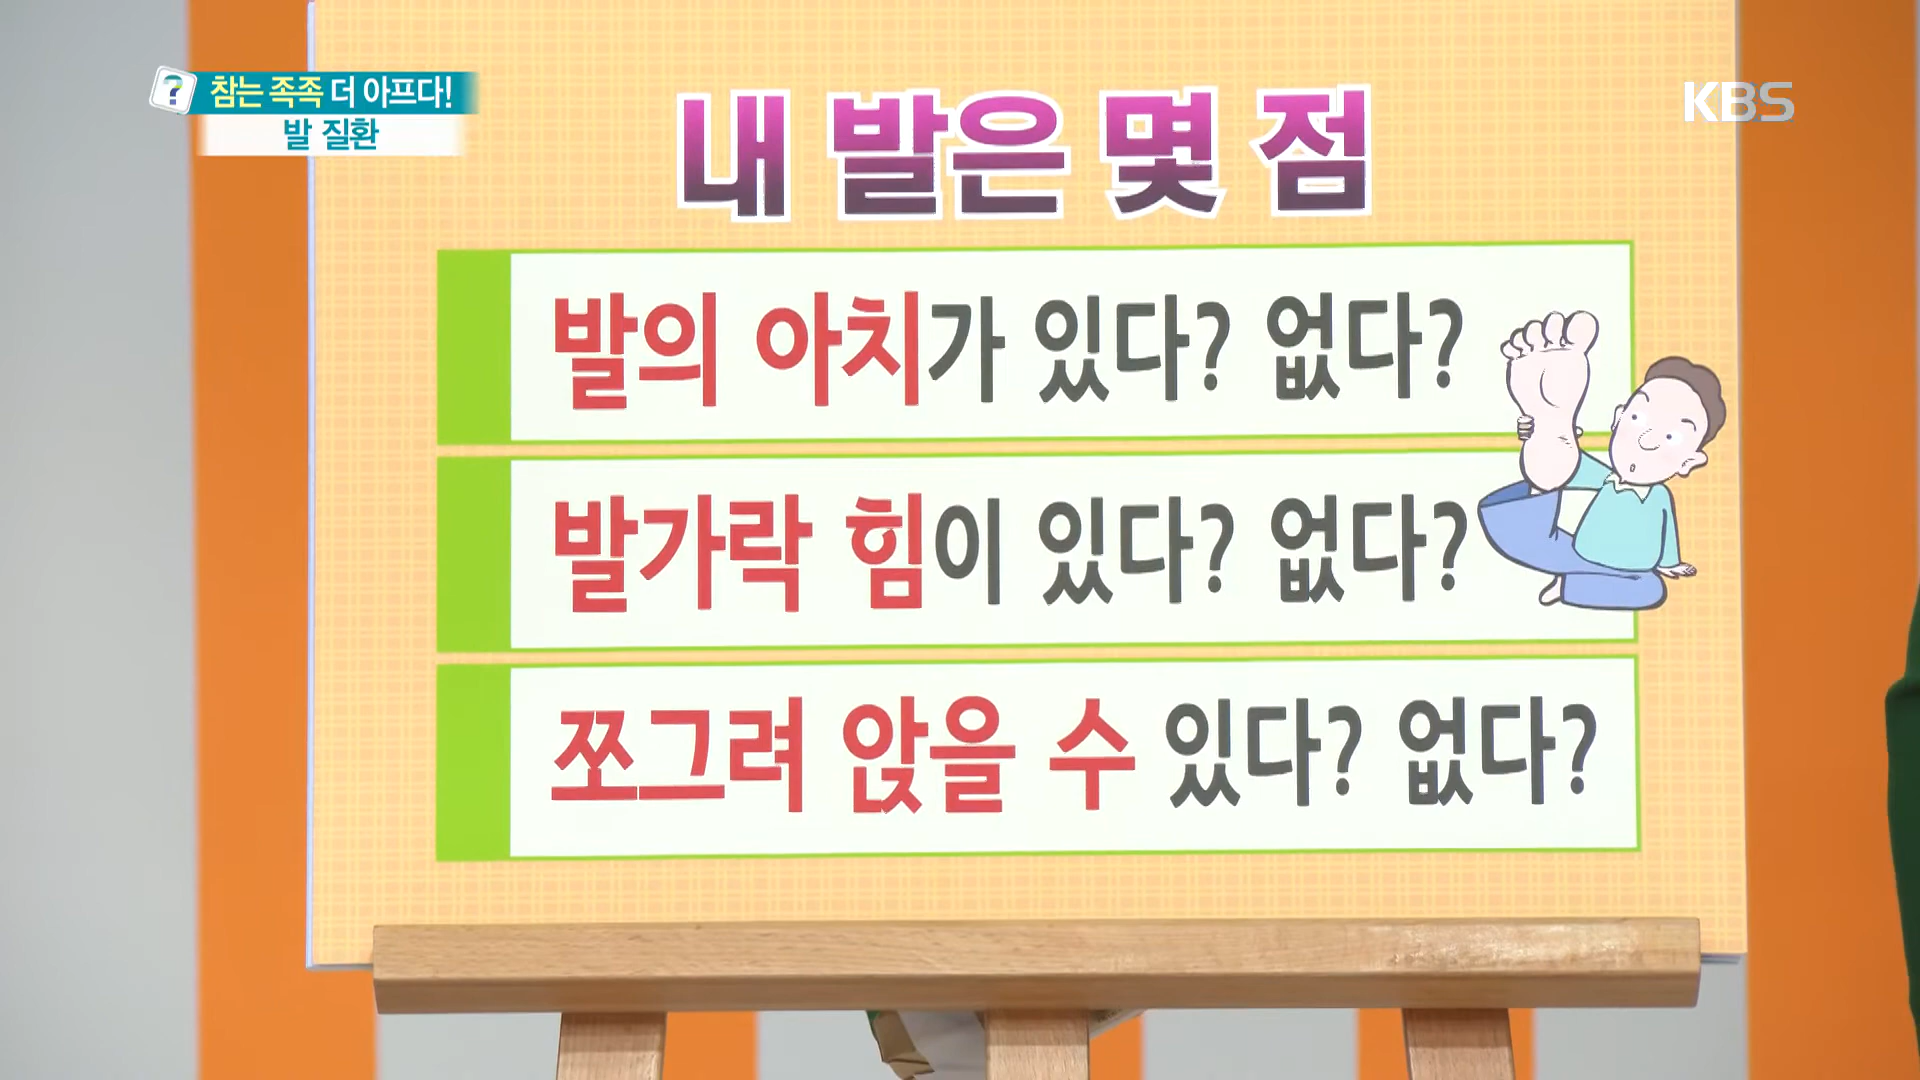 참는 족족 더 아프다!
발 질환
KBS
내 발은 몇 점
발의 아치가 있다? 없다?
발가락 힘이 있다? 없다?
쪼그려 앉을 수 있다? 없다?